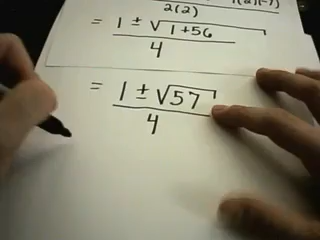 2(2)
= 1 ± √1+56
4
= 1 ± √57
4